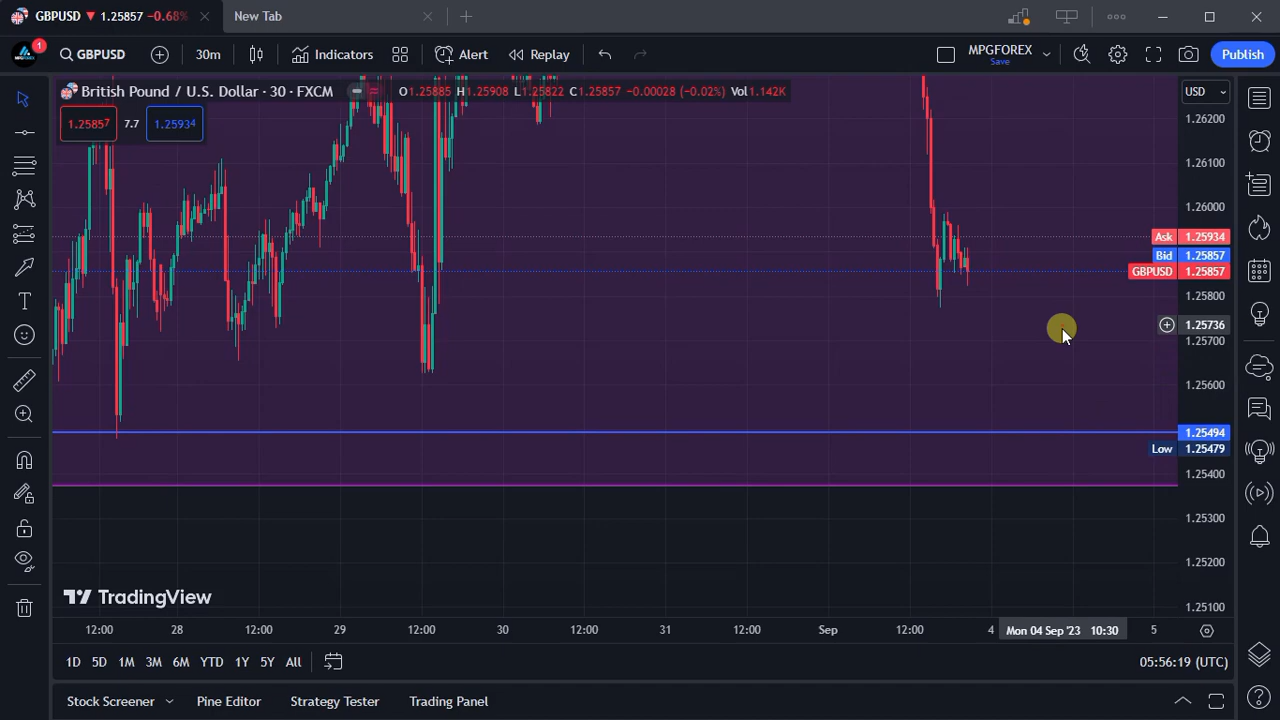 GBPUSD ▼ 1.25857 −0.68%
New Tab
1
GBPUSD
30m
Indicators
Alert
Replay
MPGFOREX
Save
Publish
British Pound / U.S. Dollar · 30 · FXCM
O1.25885 H1.25908 L1.25822 C1.25857 −0.00028 (−0.02%) Vol1.142K
USD
1.25857 7.7 1.25934
1.26200
1.26100
1.26000
Ask 1.25934
Bid 1.25857
GBPUSD 1.25857
1.25800
1.25736
1.25700
1.25600
1.25494
Low 1.25479
1.25400
1.25300
1.25200
1.25100
TradingView
12:00 28 12:00 29 12:00 30 12:00 31 12:00 Sep 12:00 4 Mon 04 Sep '23 10:30 5
1D 5D 1M 3M 6M YTD 1Y 5Y All
05:56:19 (UTC)
Stock Screener
Pine Editor
Strategy Tester
Trading Panel